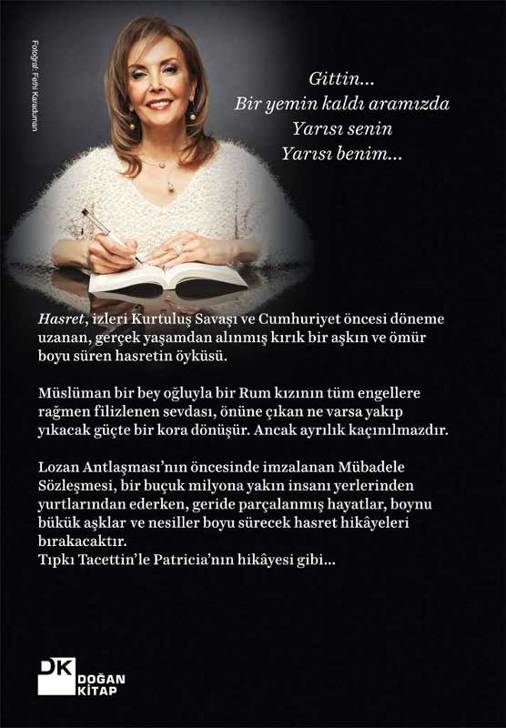 Fotoğraf: Fethi Karaduman
Gittin...
Bir yemin kaldı aramızda
Yarısı senin
Yarısı benim...
Hasret, izleri Kurtuluş Savaşı ve Cumhuriyet öncesi döneme
uzanan, gerçek yaşamdan alınmış kırık bir aşkın ve ömür
boyu süren hasretin öyküsü.
Müslüman bir bey oğluyla bir Rum kızının tüm engellere
rağmen filizlenen sevdası, önüne çıkan ne varsa yakıp
yıkacak güçte bir kora dönüşür. Ancak ayrılık kaçınılmazdır.
Lozan Antlaşması’nın öncesinde imzalanan Mübadele
Sözleşmesi, bir buçuk milyona yakın insanı yerlerinden
yurtlarından ederken, geride parçalanmış hayatlar, boynu
bükük aşklar ve nesiller boyu sürecek hasret hikâyeleri
bırakacaktır.
Tıpkı Tacettin’le Patricia’nın hikâyesi gibi...
DK
DOĞAN
KİTAP